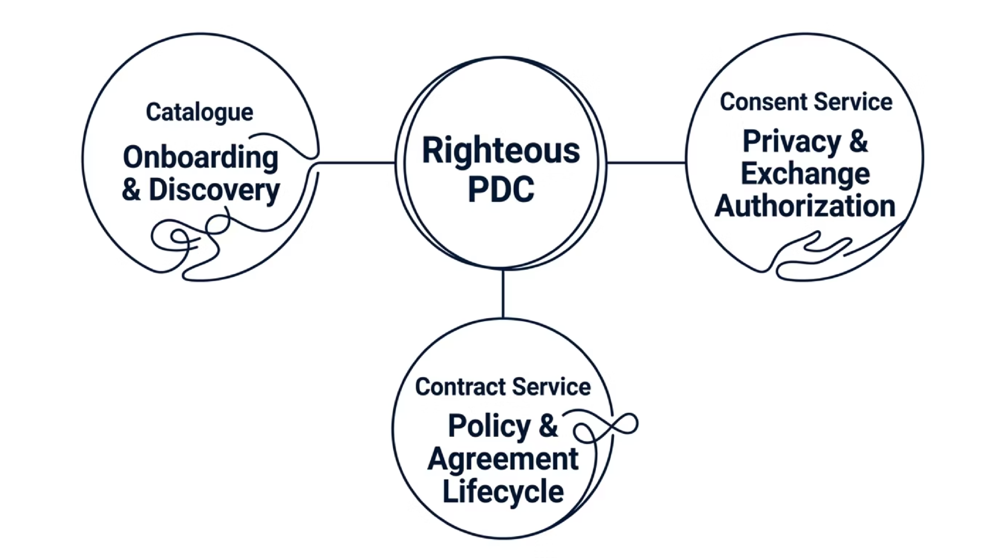 Catalogue
Onboarding
& Discovery
Righteous
PDC
Consent Service
Privacy &
Exchange
Authorization
Contract Service
Policy &
Agreement
Lifecycle